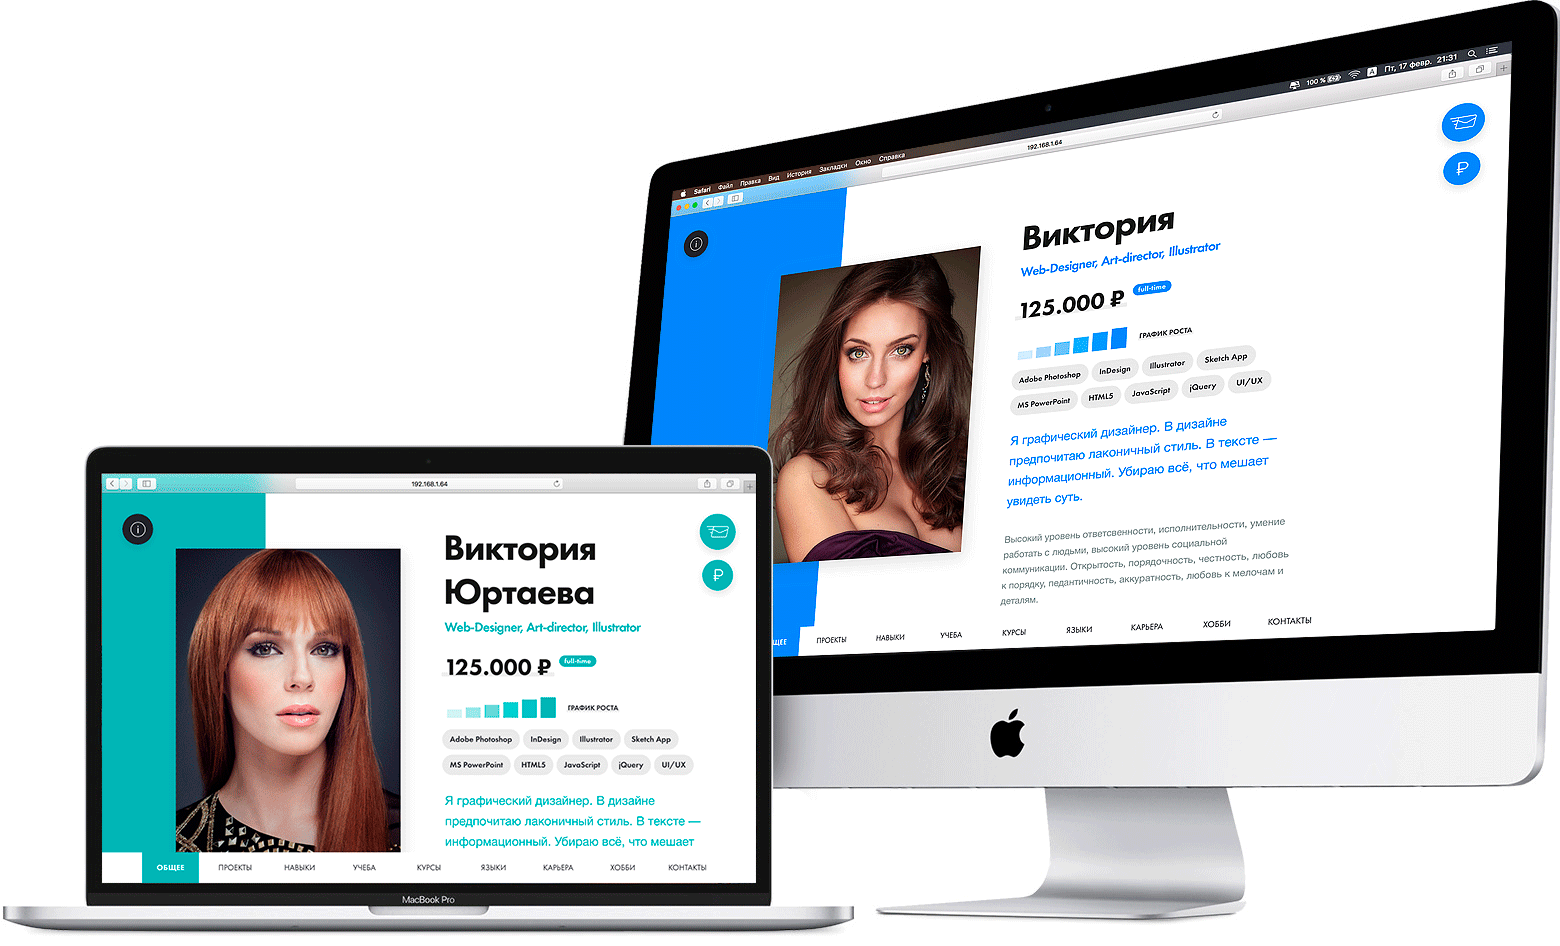 Safari Файл Правка Вид История Закладки Окно Справка
100 % A Пт, 17 февр. 21:31
192.168.1.64
Виктория
Web-Designer, Art-director, Illustrator
125.000 ₽ full-time
ГРАФИК РОСТА
Adobe Photoshop InDesign Illustrator Sketch App
MS PowerPoint HTML5 JavaScript jQuery UI/UX
Я графический дизайнер. В дизайне
предпочитаю лаконичный стиль. В тексте —
информационный. Убираю всё, что мешает
увидеть суть.
Высокий уровень ответсвенности, исполнительности, умение
работать с людьми, высокий уровень социальной
коммуникации. Открытость, порядочность, честность, любовь
к порядку, педантичность, аккуратность, любовь к мелочам и
деталям.
ЩЕЕ ПРОЕКТЫ НАВЫКИ УЧЕБА КУРСЫ ЯЗЫКИ КАРЬЕРА ХОББИ КОНТАКТЫ
192.168.1.64
Виктория
Юртаева
Web-Designer, Art-director, Illustrator
125.000 ₽ full-time
ГРАФИК РОСТА
Adobe Photoshop InDesign Illustrator Sketch App
MS PowerPoint HTML5 JavaScript jQuery UI/UX
Я графический дизайнер. В дизайне
предпочитаю лаконичный стиль. В тексте —
информационный. Убираю всё, что мешает
ОБЩЕЕ ПРОЕКТЫ НАВЫКИ УЧЕБА КУРСЫ ЯЗЫКИ КАРЬЕРА ХОББИ КОНТАКТЫ
MacBook Pro